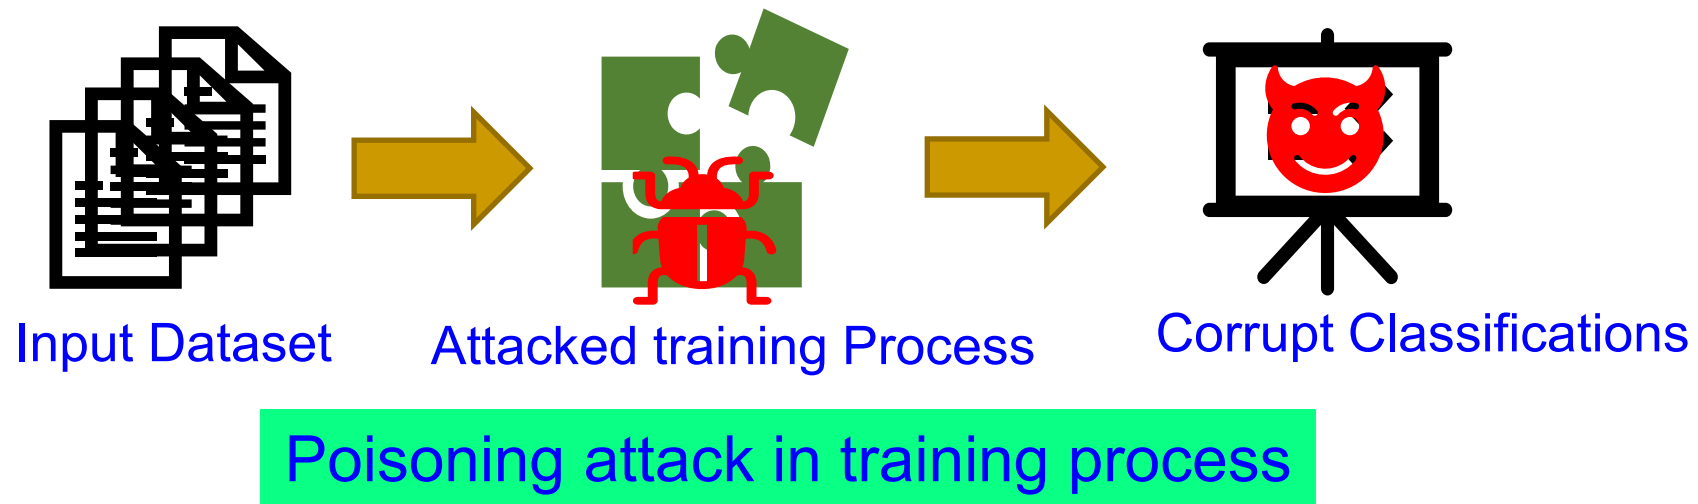 Input Dataset
Attacked training Process
Corrupt Classifications
Poisoning attack in training process